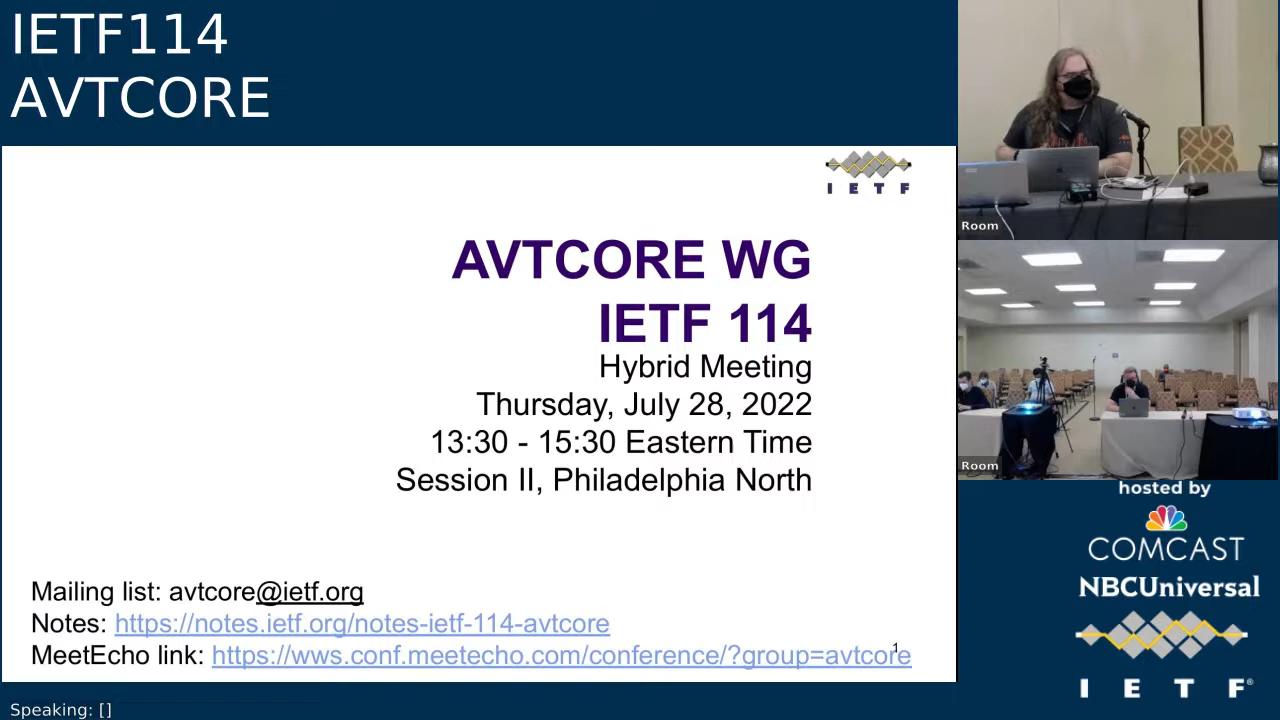 IETF114
AVTCORE
I E T F
AVTCORE WG
IETF 114
Hybrid Meeting
Thursday, July 28, 2022
13:30 - 15:30 Eastern Time
Session II, Philadelphia North
Mailing list: avtcore@ietf.org
Notes: https://notes.ietf.org/notes-ietf-114-avtcore
MeetEcho link: https://wws.conf.meetecho.com/conference/?group=avtcore
1
Room
Room
hosted by
COMCAST
NBCUniversal
I E T F®
Speaking: []